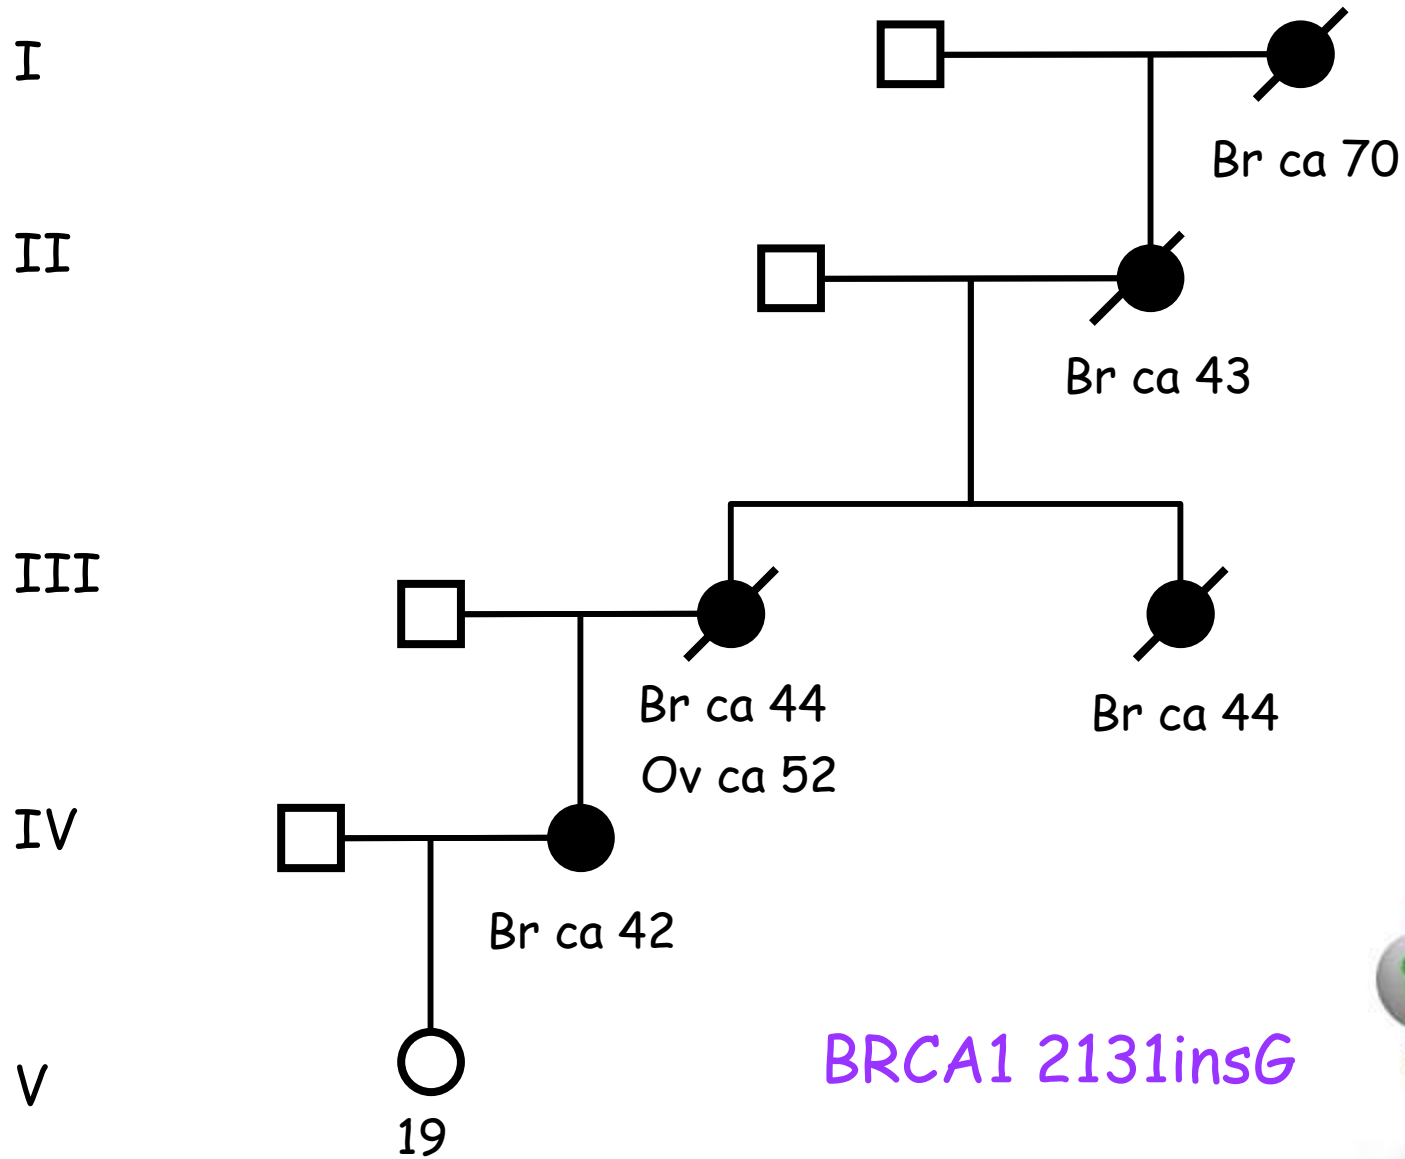 I
Br ca 70
II
Br ca 43
III
Br ca 44
Ov ca 52
Br ca 44
IV
Br ca 42
BRCA1 2131insG
V
19